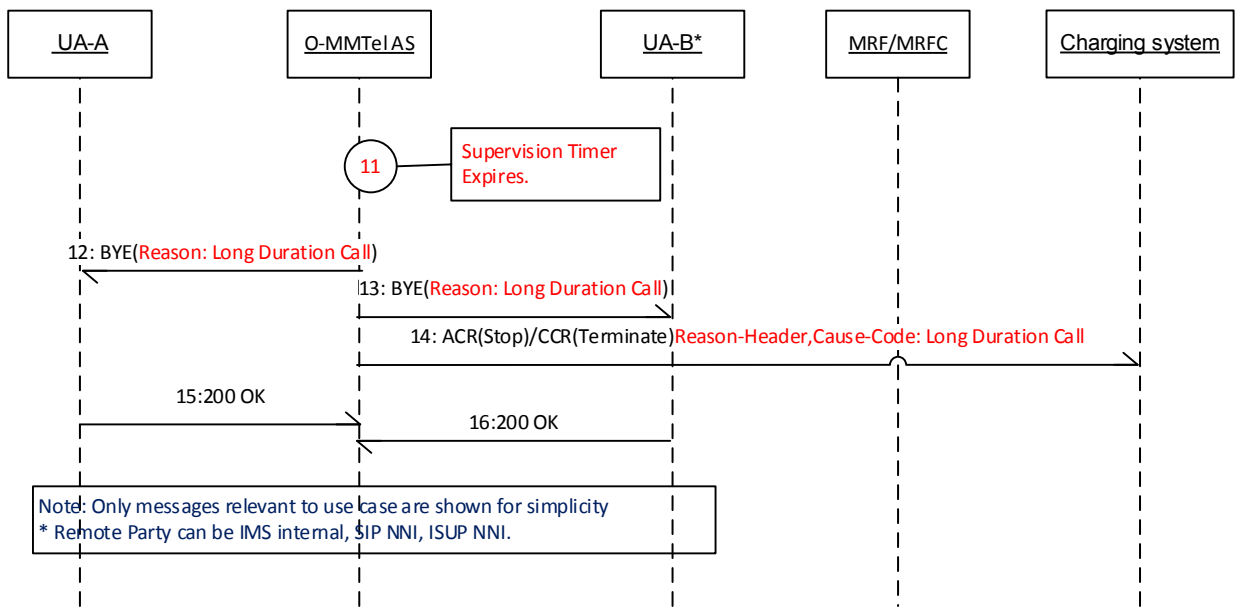 UA-A
O-MMTel AS
UA-B*
MRF/MRFC
Charging system
11
Supervision Timer
Expires.
12: BYE(Reason: Long Duration Call)
13: BYE(Reason: Long Duration Call)
14: ACR(Stop)/CCR(Terminate)Reason-Header,Cause-Code: Long Duration Call
15:200 OK
16:200 OK
Note: Only messages relevant to use case are shown for simplicity
* Remote Party can be IMS internal, SIP NNI, ISUP NNI.